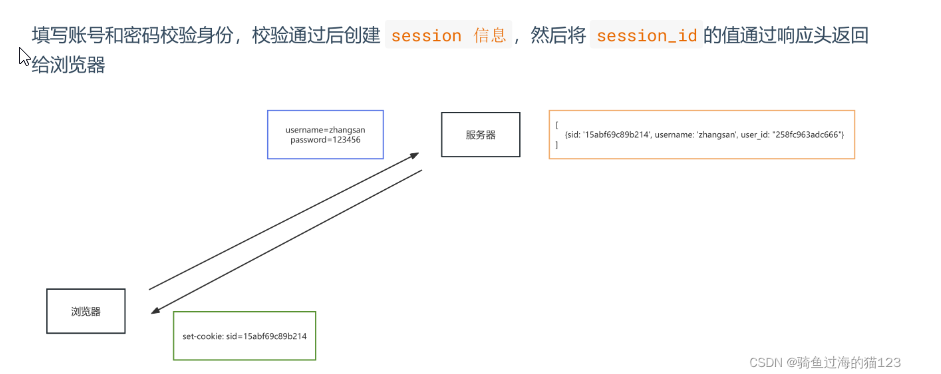 填写账号和密码校验身份，校验通过后创建 session 信息，然后将 session_id 的值通过响应头返回
给浏览器
username=zhangsan
password=123456
服务器
[
{sid: '15abf69c89b214', username: 'zhangsan', user_id: "258fc963adc666"}
]
浏览器
set-cookie: sid=15abf69c89b214
CSDN @骑鱼过海的猫123